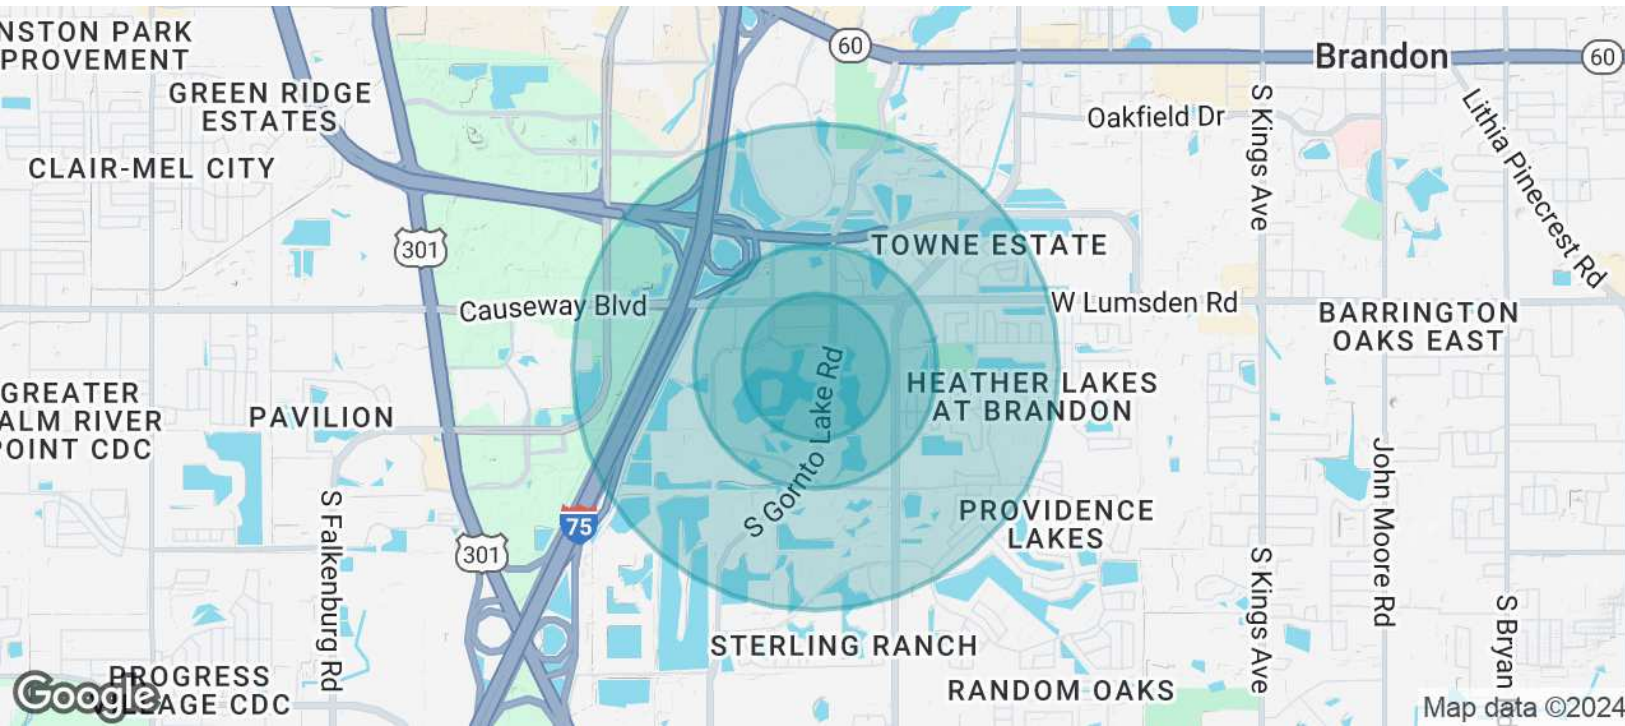 NSTON PARK
PROVEMENT
60
Brandon
60
GREEN RIDGE
ESTATES
Oakfield Dr
S Kings Ave
Lithia Pinecrest Rd
CLAIR-MEL CITY
301
TOWNE ESTATE
Causeway Blvd
W Lumsden Rd
BARRINGTON
OAKS EAST
GREATER
ALM RIVER
POINT CDC
PAVILION
S Gornto Lake Rd
HEATHER LAKES
AT BRANDON
John Moore Rd
S Falkenburg Rd
75
301
PROVIDENCE
LAKES
S Kings Ave
S Bryan
STERLING RANCH
PROGRESS
VILLAGE CDC
Google
RANDOM OAKS
Map data ©2024